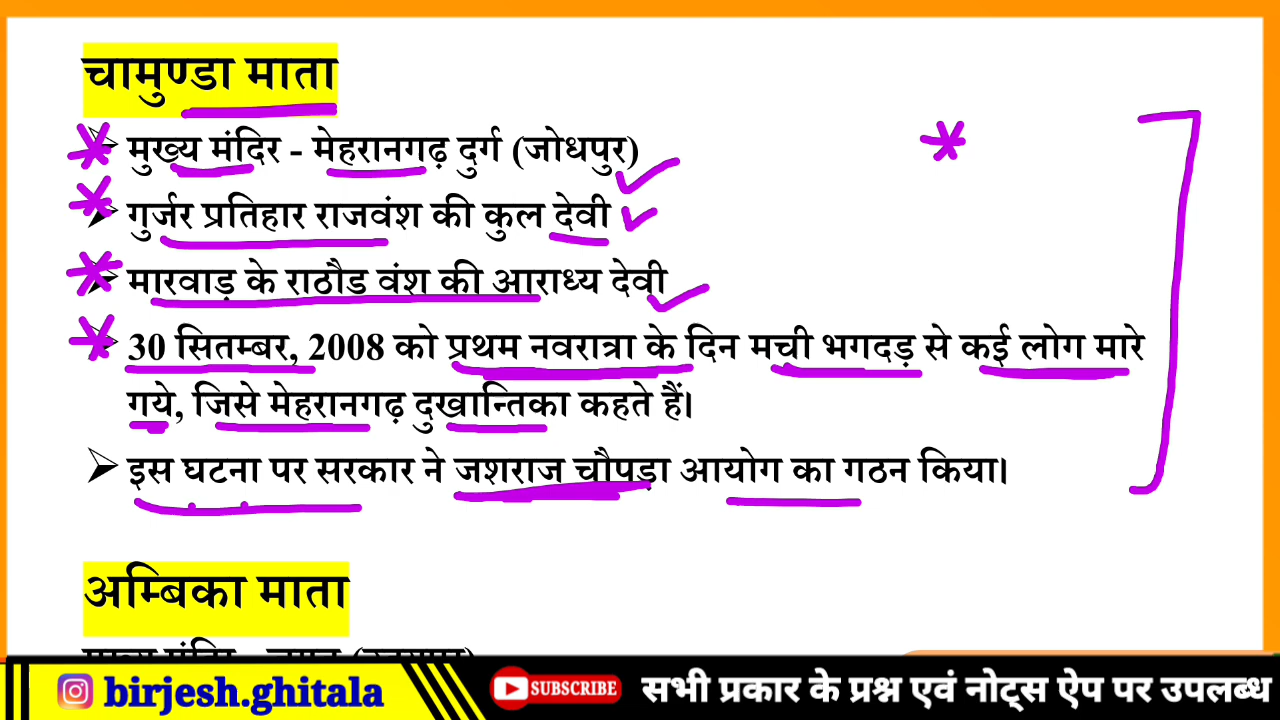 चामुण्डा माता
➢ मुख्य मंदिर - मेहरानगढ़ दुर्ग (जोधपुर)
➢ गुर्जर प्रतिहार राजवंश की कुल देवी
➢ मारवाड़ के राठौड वंश की आराध्य देवी
➢ 30 सितम्बर, 2008 को प्रथम नवरात्रा के दिन मची भगदड़ से कई लोग मारे
गये, जिसे मेहरानगढ़ दुखान्तिका कहते हैं।
➢ इस घटना पर सरकार ने जशराज चौपड़ा आयोग का गठन किया।
अम्बिका माता
मुख्य मंदिर -
birjesh.ghitala SUBSCRIBE सभी प्रकार के प्रश्न एवं नोट्स ऐप पर उपलब्ध